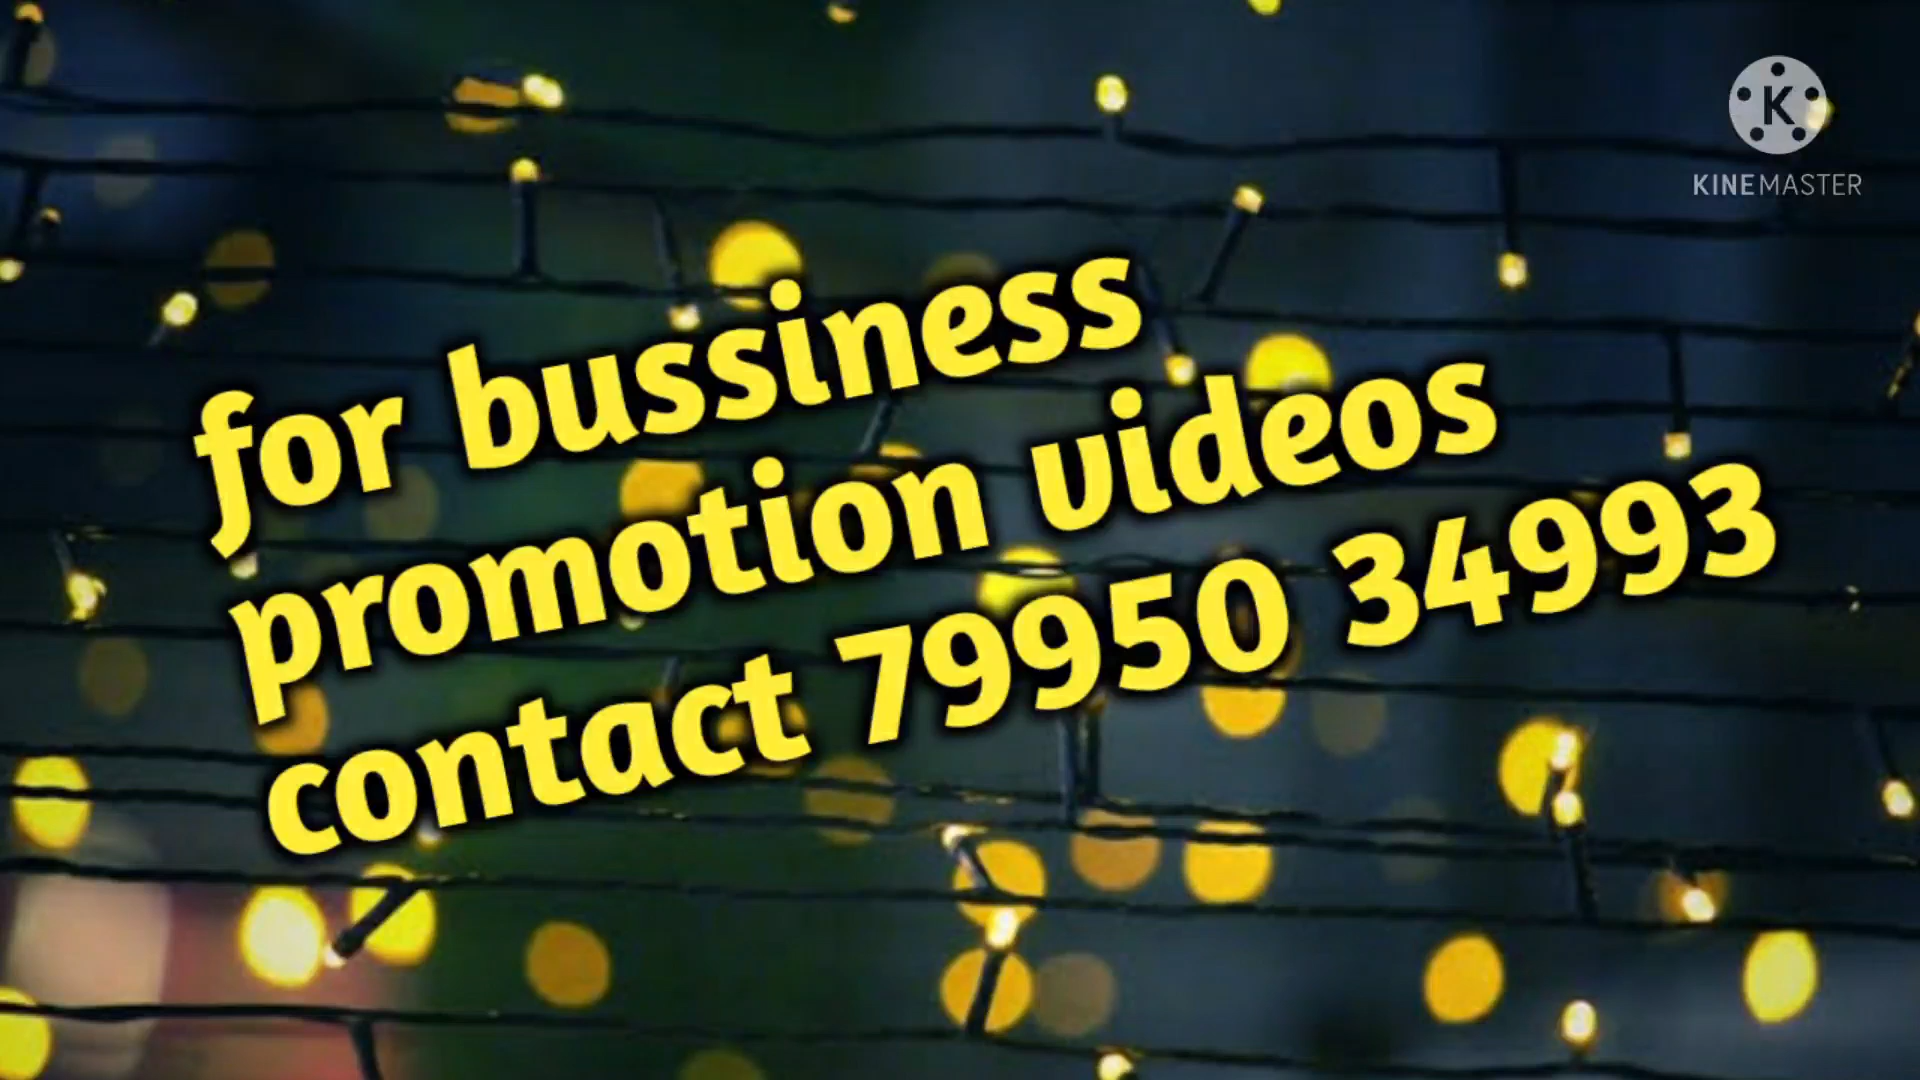 for bussiness
promotion videos
contact 79950 34993
K
KINEMASTER